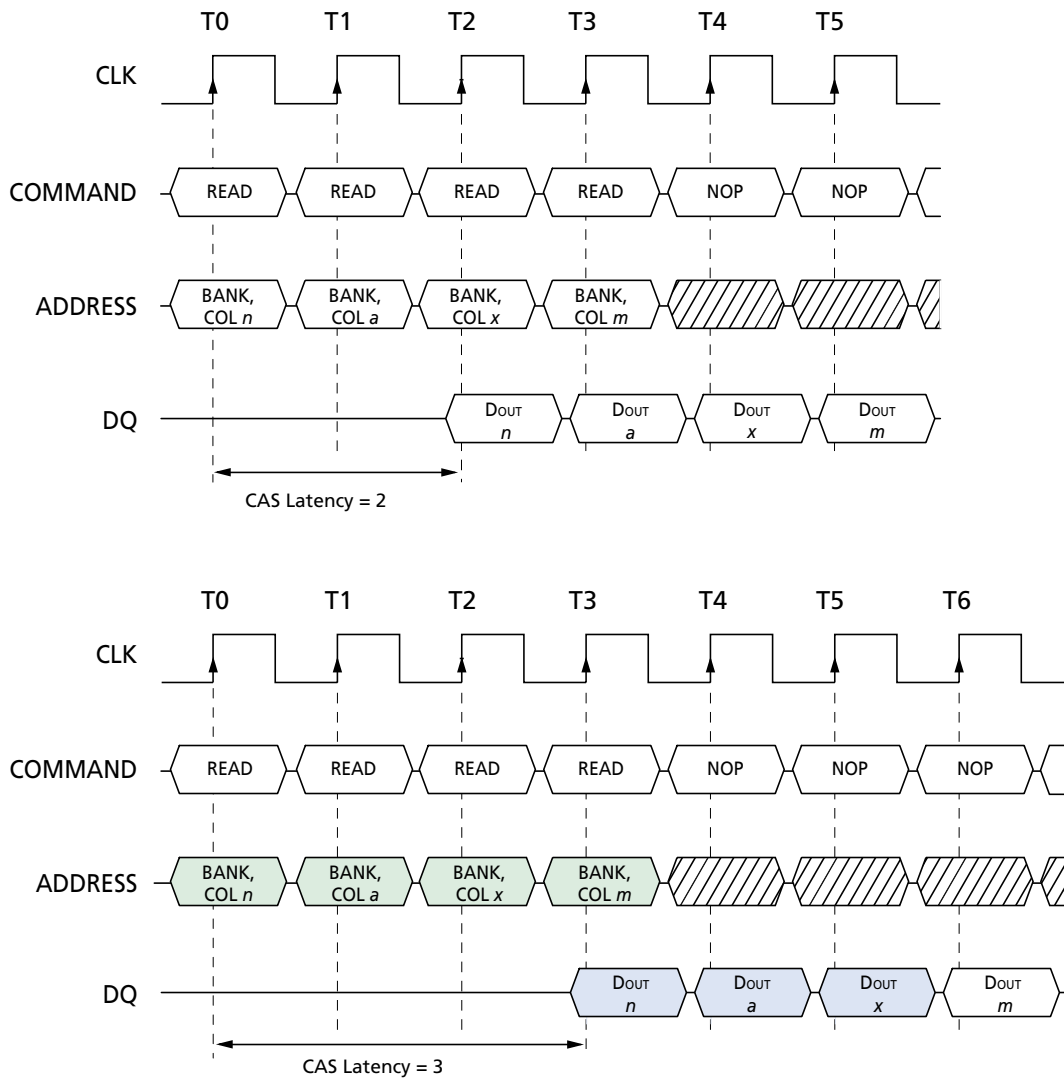 T0 T1 T2 T3 T4 T5
CLK
COMMAND READ READ READ READ NOP NOP
ADDRESS BANK, COL n BANK, COL a BANK, COL x BANK, COL m
DQ DOUT n DOUT a DOUT x DOUT m
CAS Latency = 2
T0 T1 T2 T3 T4 T5 T6
CLK
COMMAND READ READ READ READ NOP NOP NOP
ADDRESS BANK, COL n BANK, COL a BANK, COL x BANK, COL m
DQ DOUT n DOUT a DOUT x DOUT m
CAS Latency = 3